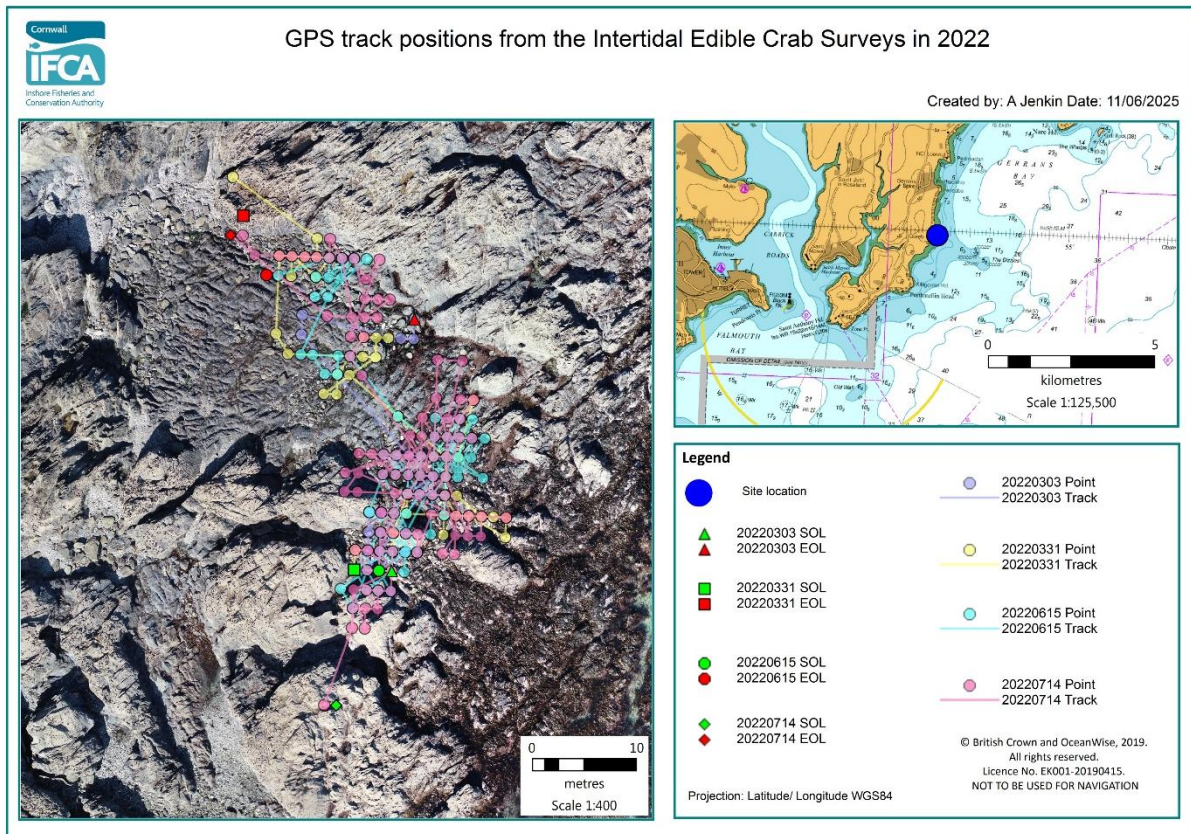 Cornwall
IFCA
Inshore Fisheries and
Conservation Authority
GPS track positions from the Intertidal Edible Crab Surveys in 2022
Created by: A Jenkin Date: 11/06/2025
GERRANS
BAY
CARRICK
ROADS
Inner
Harbour
FALMOUTH
BAY
0 5
kilometres
Scale 1:125,500
0 10
metres
Scale 1:400
Legend
Site location
20220303 SOL
20220303 EOL
20220331 SOL
20220331 EOL
20220615 SOL
20220615 EOL
20220714 SOL
20220714 EOL
20220303 Point
20220303 Track
20220331 Point
20220331 Track
20220615 Point
20220615 Track
20220714 Point
20220714 Track
© British Crown and OceanWise, 2019.
All rights reserved.
Licence No. EK001-20190415.
NOT TO BE USED FOR NAVIGATION
Projection: Latitude/ Longitude WGS84